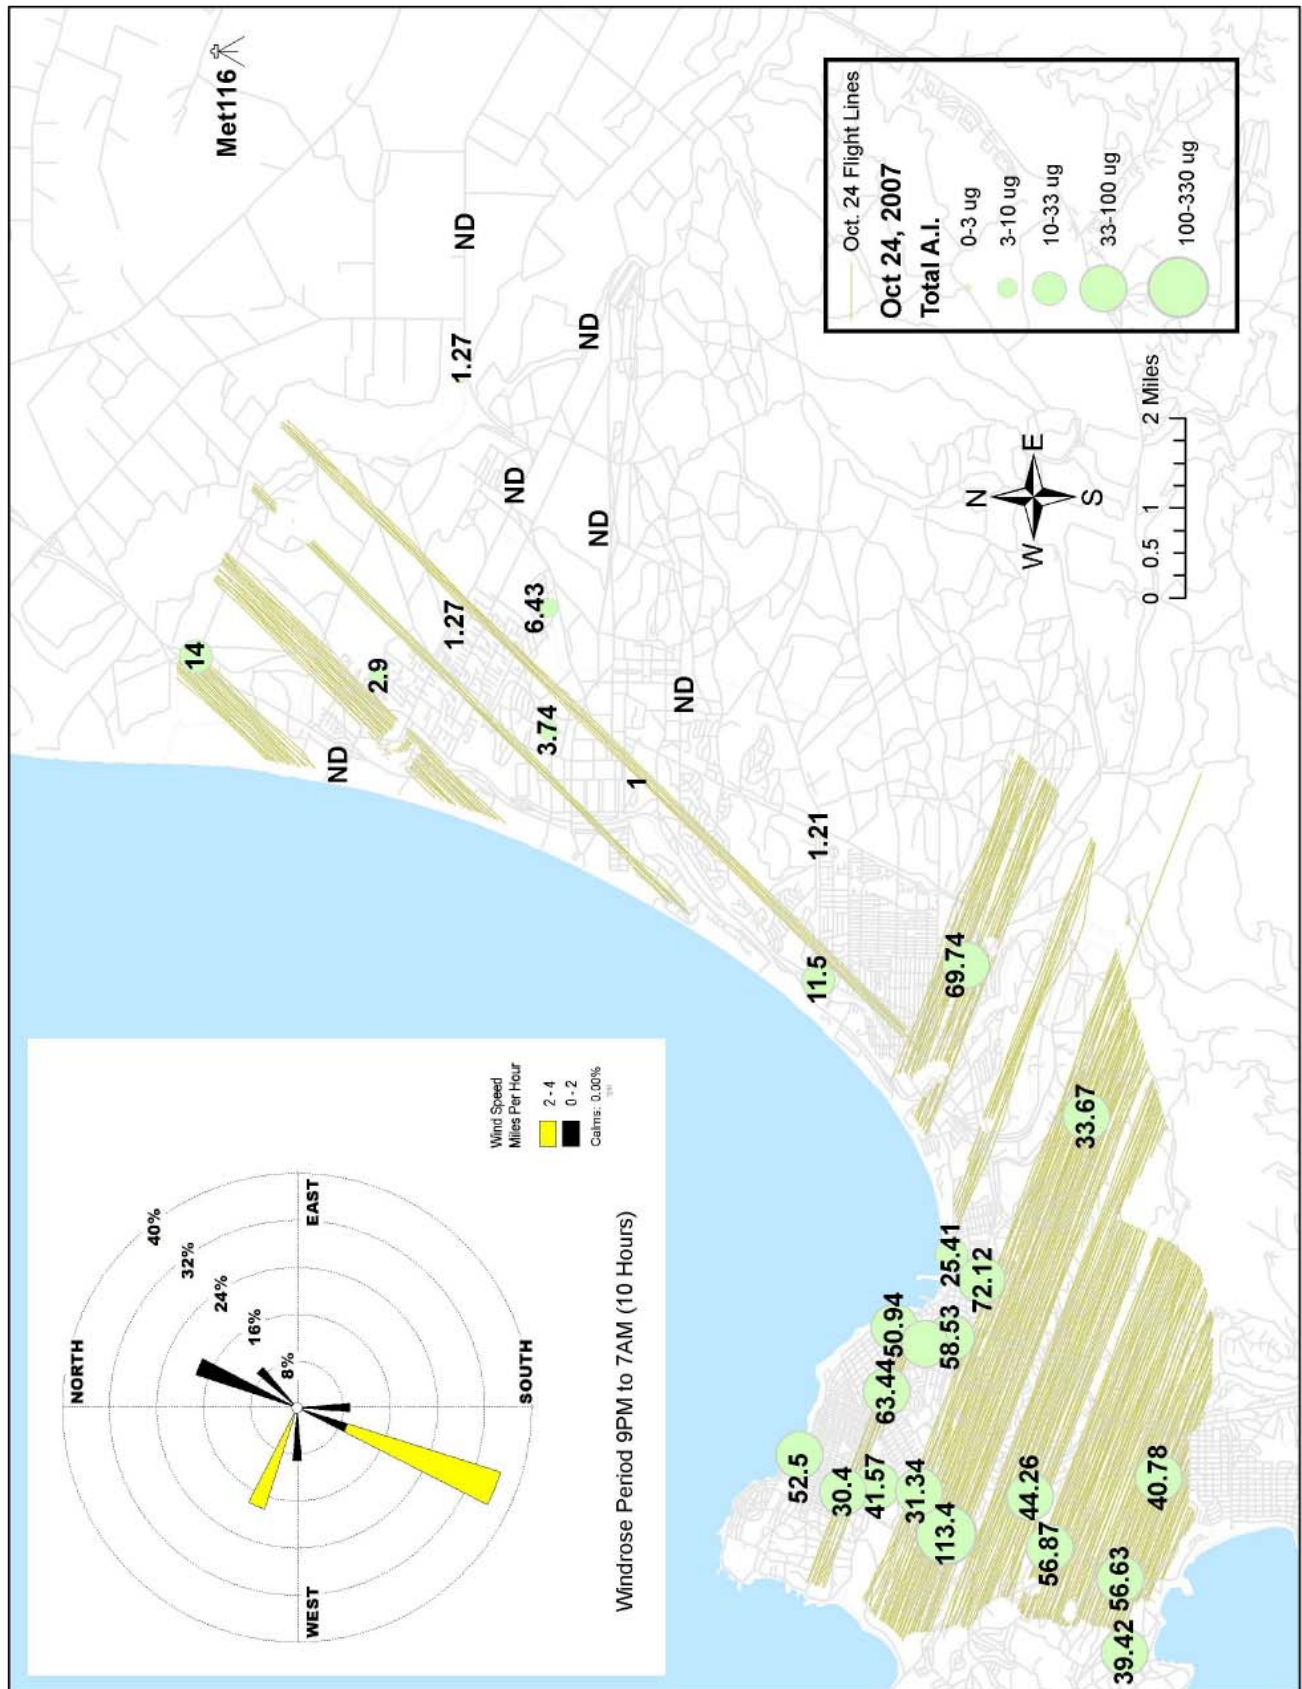 NORTH
40%
32%
24%
16%
8%
WEST
EAST
SOUTH
Wind Speed
Miles Per Hour
2 - 4
0 - 2
Calms: 0.00%
Windrose Period 9PM to 7AM (10 Hours)
14
Met116
ND
2.9
1.27
1.27
ND
ND
6.43
3.74
ND
ND
1
ND
52.5
11.5
1.21
30.4
41.57
63.44
50.94
31.34
113.4
58.53
25.41
69.74
72.12
44.26
56.87
33.67
56.63
39.42
40.78
N
W
E
S
0 0.5 1 2 Miles
Oct. 24 Flight Lines
Oct 24, 2007
Total A.I.
0-3 ug
3-10 ug
10-33 ug
33-100 ug
100-330 ug